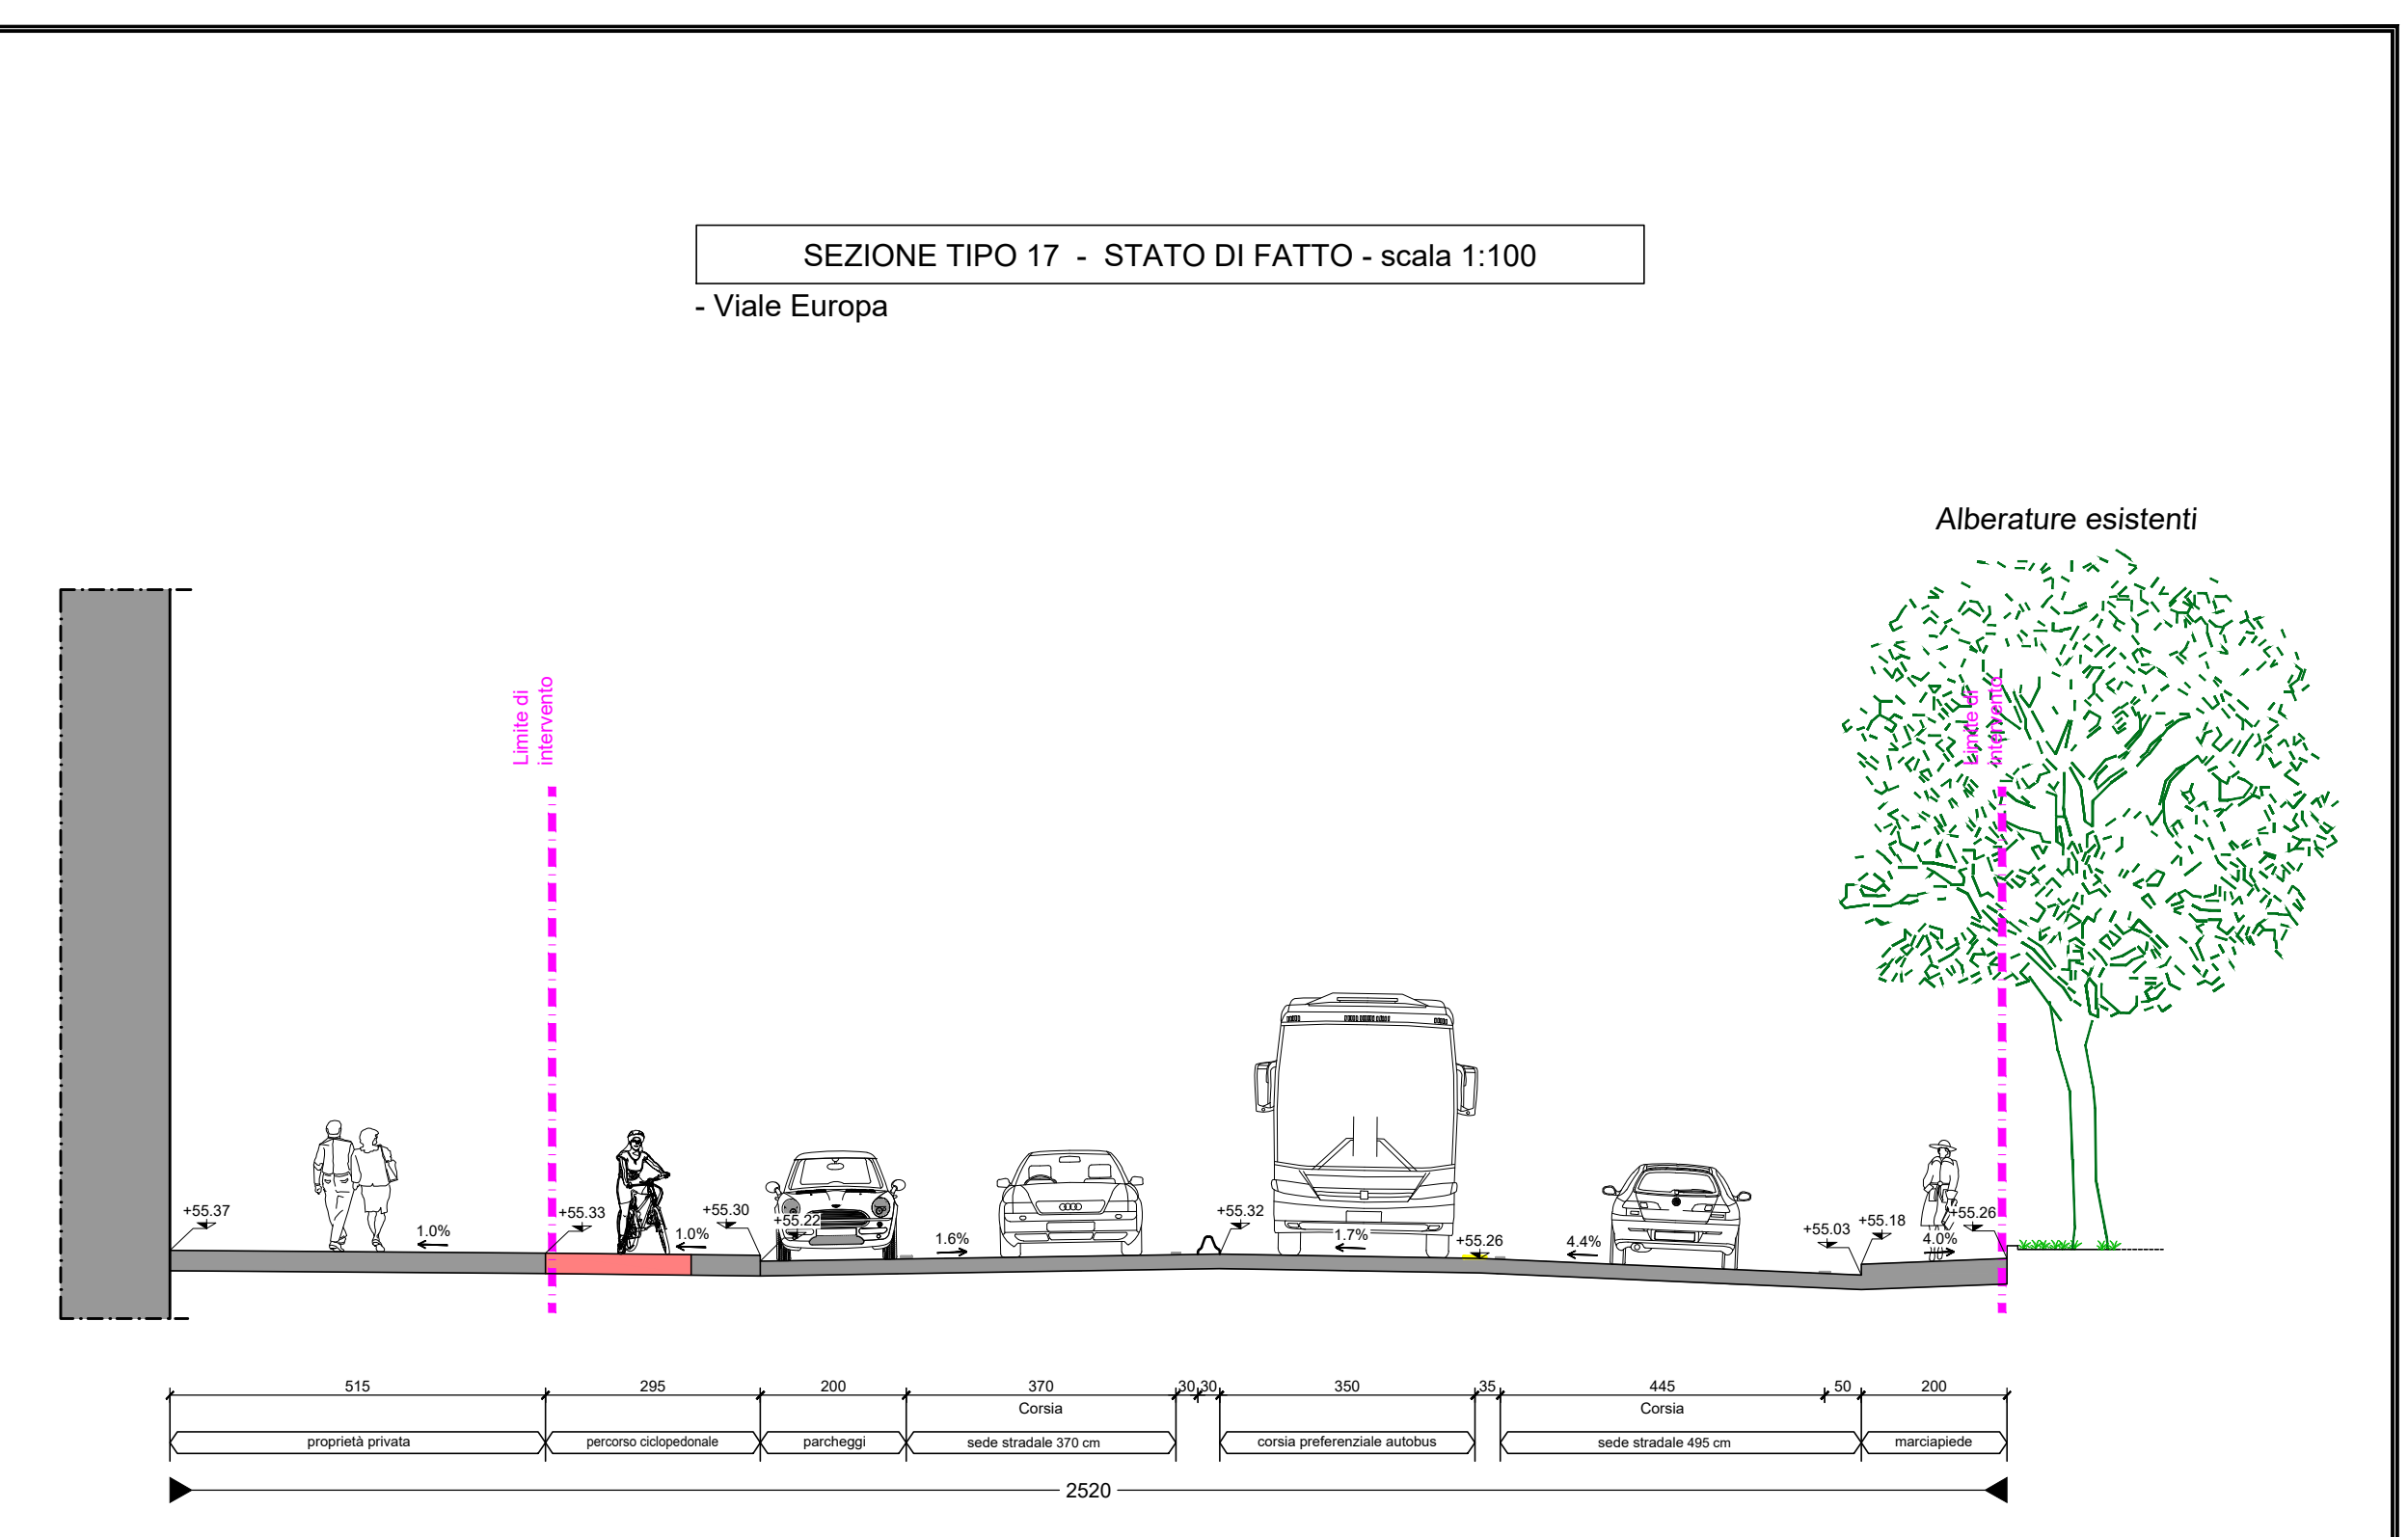 SEZIONE TIPO 17 - STATO DI FATTO - scala 1:100
- Viale Europa
Alberature esistenti
Limite di
intervento
Limite di
intervento
+55.37
1.0%
+55.33
1.0%
+55.30
+55.22
1.6%
+55.32
1.7%
+55.26
4.4%
+55.03
+55.18
4.0%
+55.26
515 295 200 370 30 30 350 35 445 50 200
Corsia Corsia
proprietà privata percorso ciclopedonale parcheggi sede stradale 370 cm corsia preferenziale autobus sede stradale 495 cm marciapiede
2520